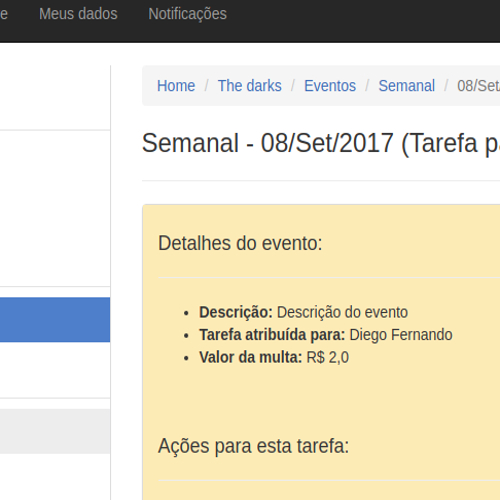 e Meus dados Notificações
Home / The darks / Eventos / Semanal / 08/Set/
Semanal - 08/Set/2017 (Tarefa pa
Detalhes do evento:
• Descrição: Descrição do evento
• Tarefa atribuída para: Diego Fernando
• Valor da multa: R$ 2,0
Ações para esta tarefa: